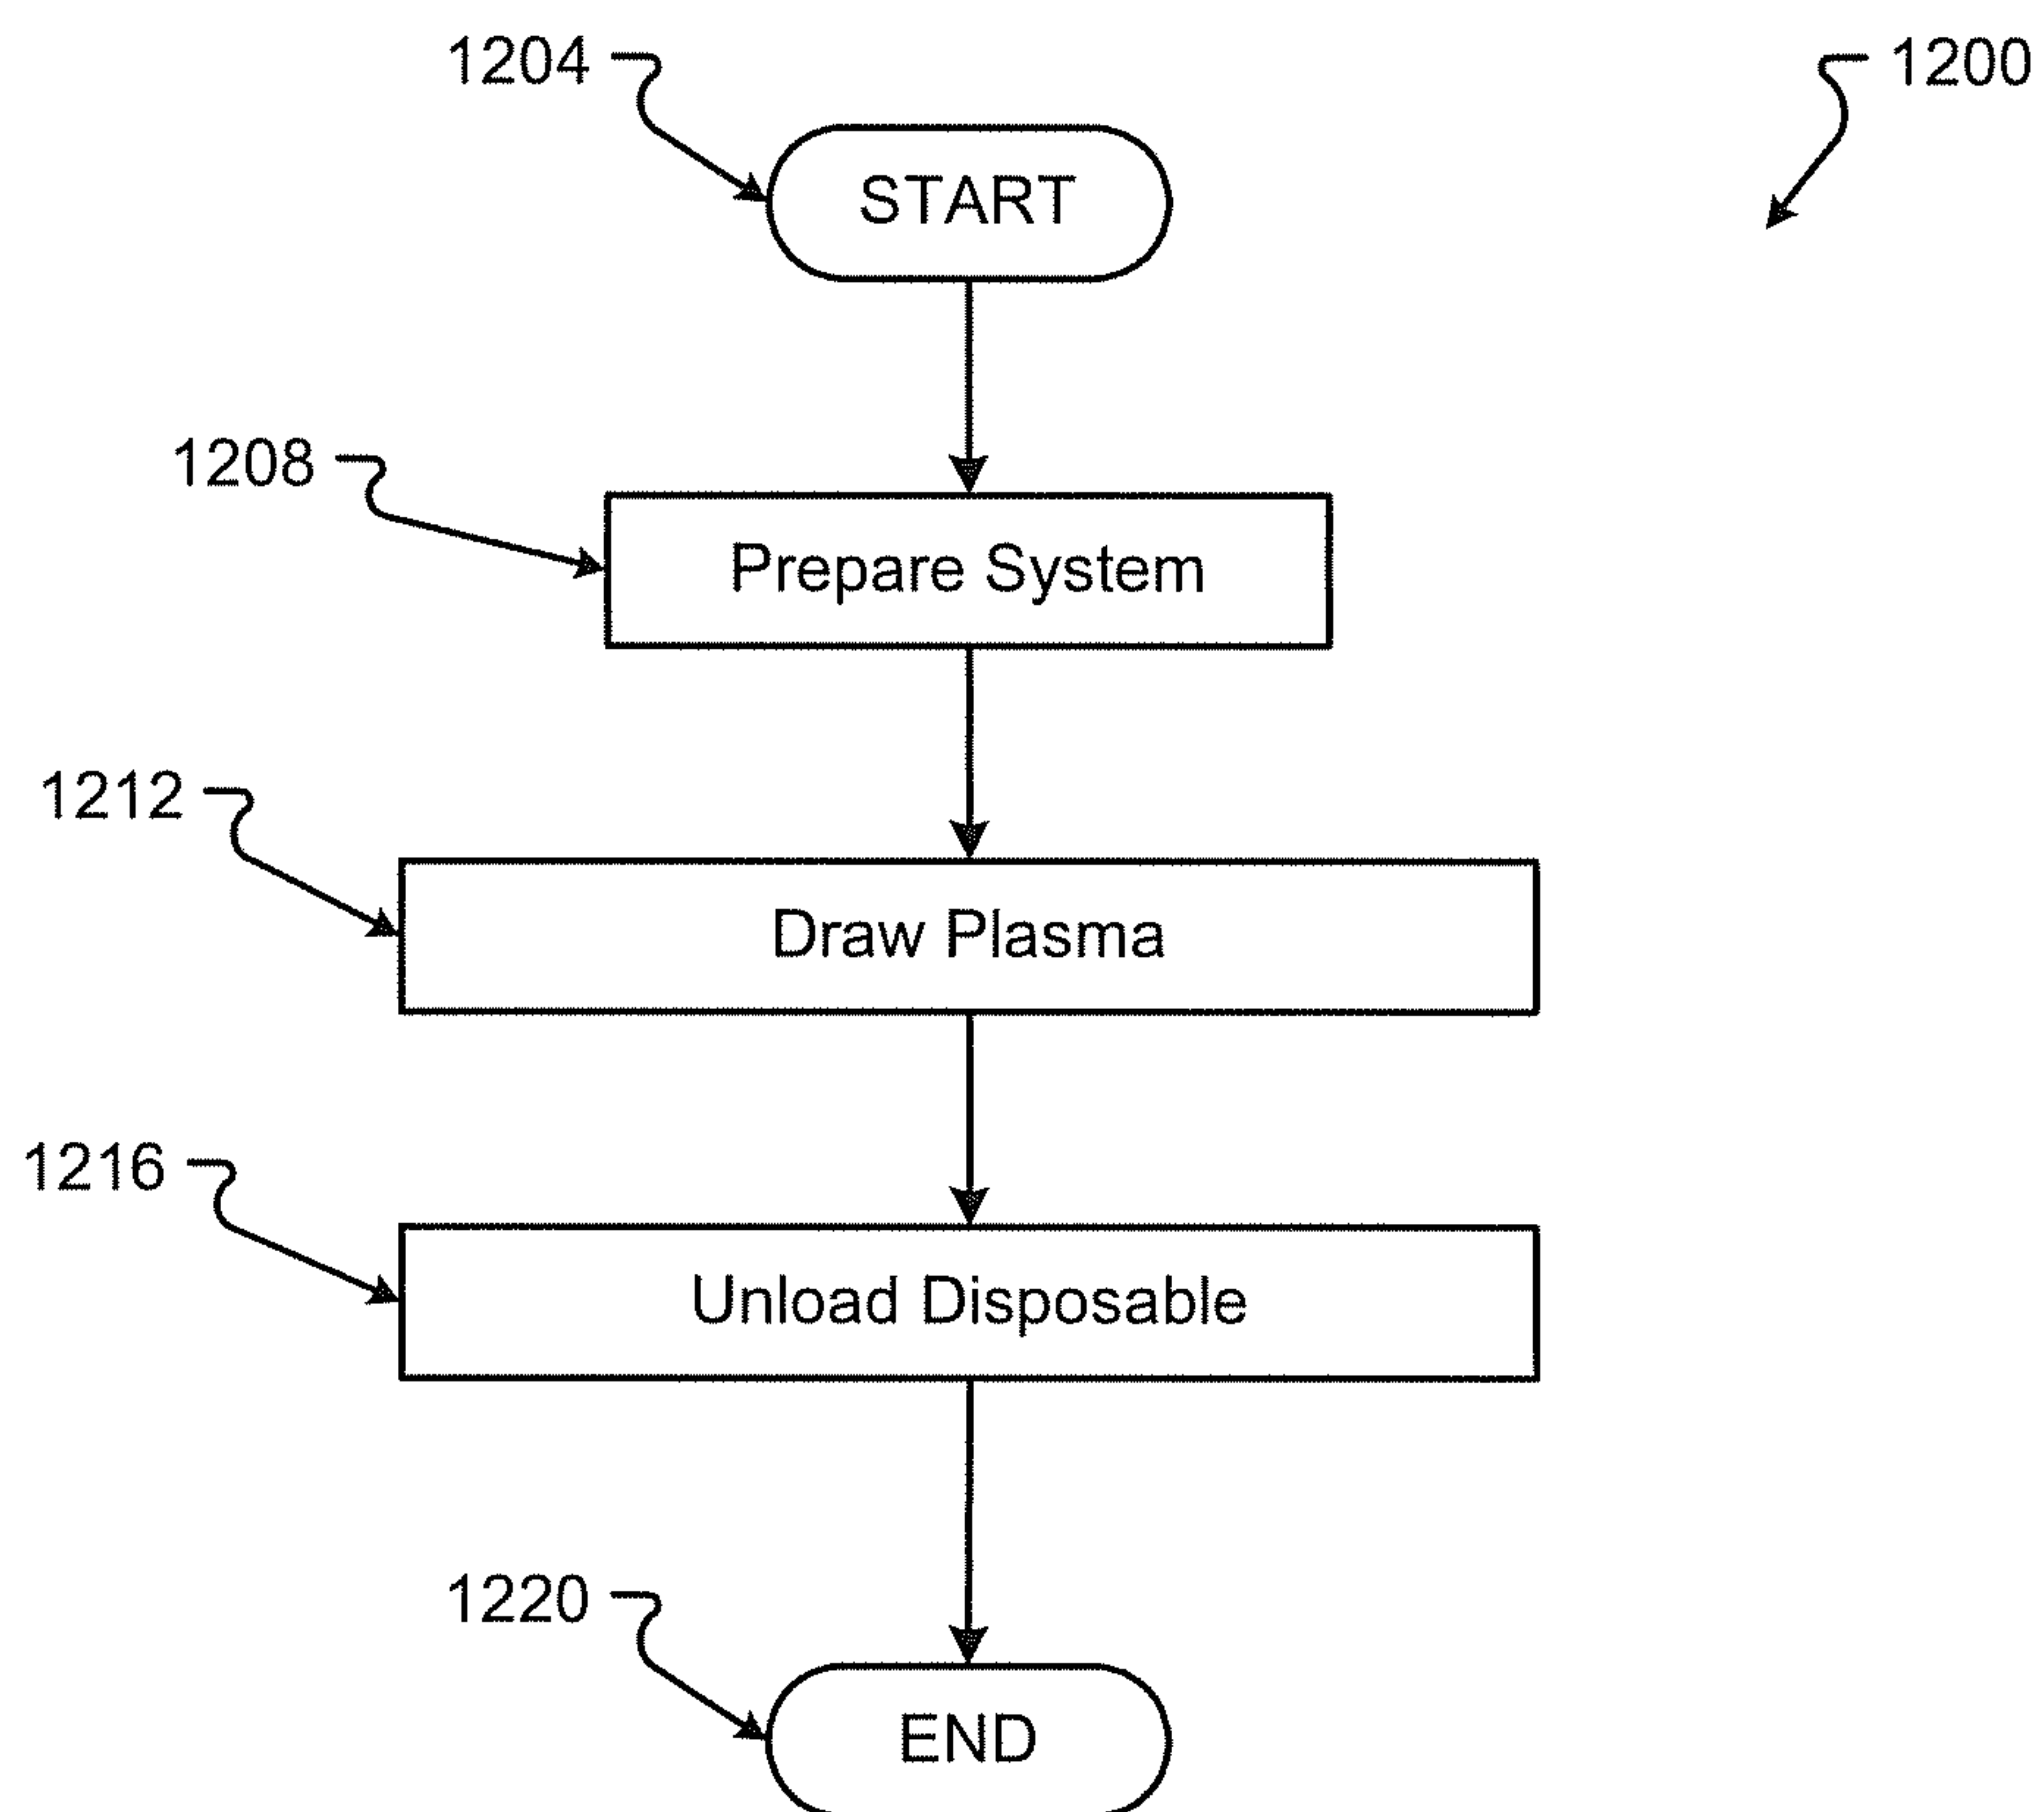 1204
1200
START
1208
Prepare System
1212
Draw Plasma
1216
Unload Disposable
1220
END